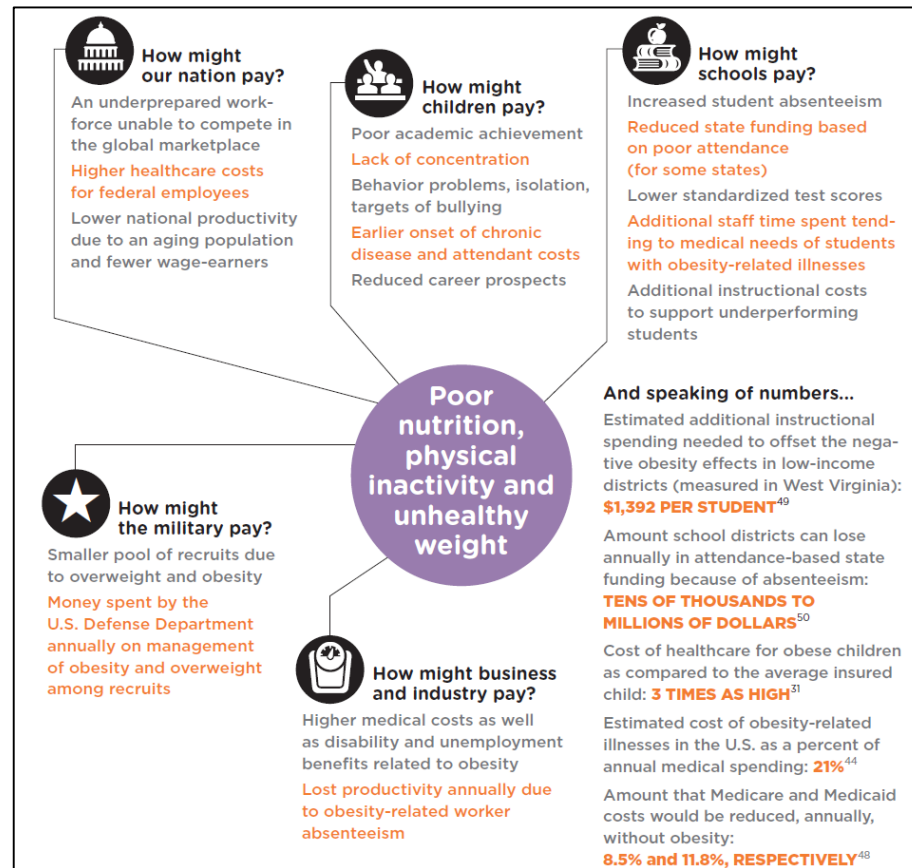 How might
our nation pay?
An underprepared work-
force unable to compete in
the global marketplace
Higher healthcare costs
for federal employees
Lower national productivity
due to an aging population
and fewer wage-earners
How might
children pay?
Poor academic achievement
Lack of concentration
Behavior problems, isolation,
targets of bullying
Earlier onset of chronic
disease and attendant costs
Reduced career prospects
How might
schools pay?
Increased student absenteeism
Reduced state funding based
on poor attendance
(for some states)
Lower standardized test scores
Additional staff time spent tend-
ing to medical needs of students
with obesity-related illnesses
Additional instructional costs
to support underperforming
students
Poor
nutrition,
physical
inactivity and
unhealthy
weight
How might
the military pay?
Smaller pool of recruits due
to overweight and obesity
Money spent by the
U.S. Defense Department
annually on management
of obesity and overweight
among recruits
How might business
and industry pay?
Higher medical costs as well
as disability and unemployment
benefits related to obesity
Lost productivity annually due
to obesity-related worker
absenteeism
And speaking of numbers...
Estimated additional instructional
spending needed to offset the nega-
tive obesity effects in low-income
districts (measured in West Virginia):
$1,392 PER STUDENT49
Amount school districts can lose
annually in attendance-based state
funding because of absenteeism:
TENS OF THOUSANDS TO
MILLIONS OF DOLLARS50
Cost of healthcare for obese children
as compared to the average insured
child: 3 TIMES AS HIGH31
Estimated cost of obesity-related
illnesses in the U.S. as a percent of
annual medical spending: 21%44
Amount that Medicare and Medicaid
costs would be reduced, annually,
without obesity:
8.5% and 11.8%, RESPECTIVELY48